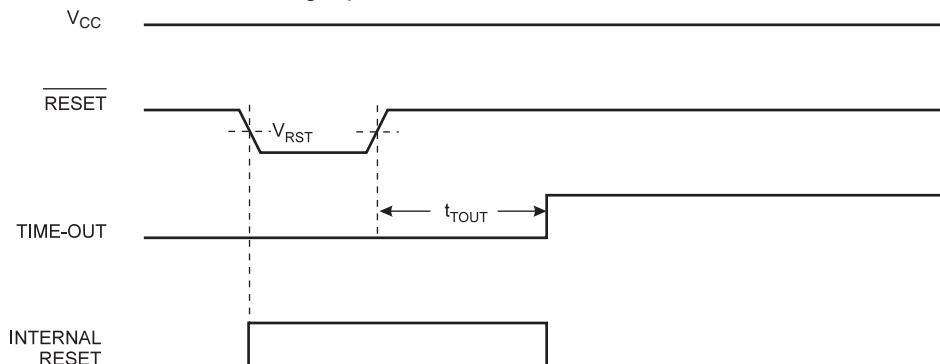 VCC
RESET
VRST
tTOUT
TIME-OUT
INTERNAL
RESET